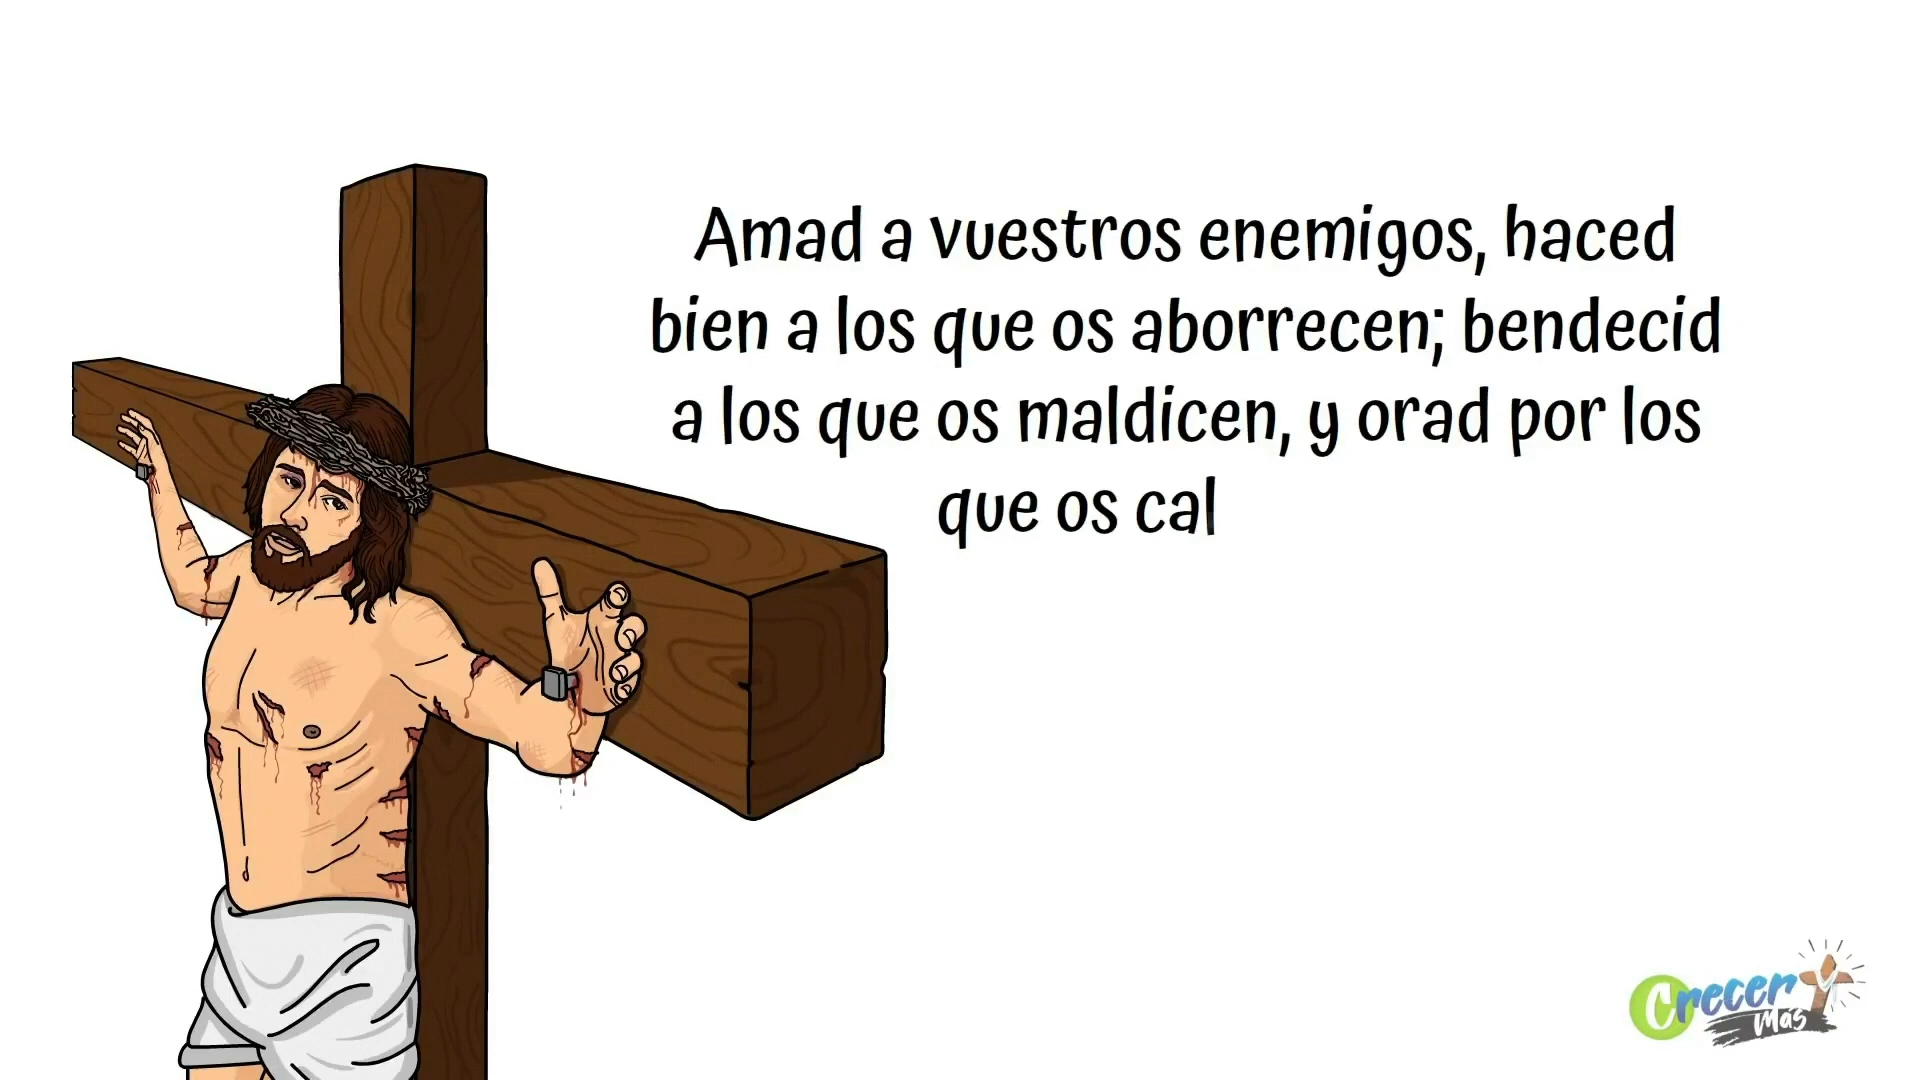 Amad a vuestros enemigos, haced
bien a los que os aborrecen; bendecid
a los que os maldicen, y orad por los
que os cal
Crecer
Más